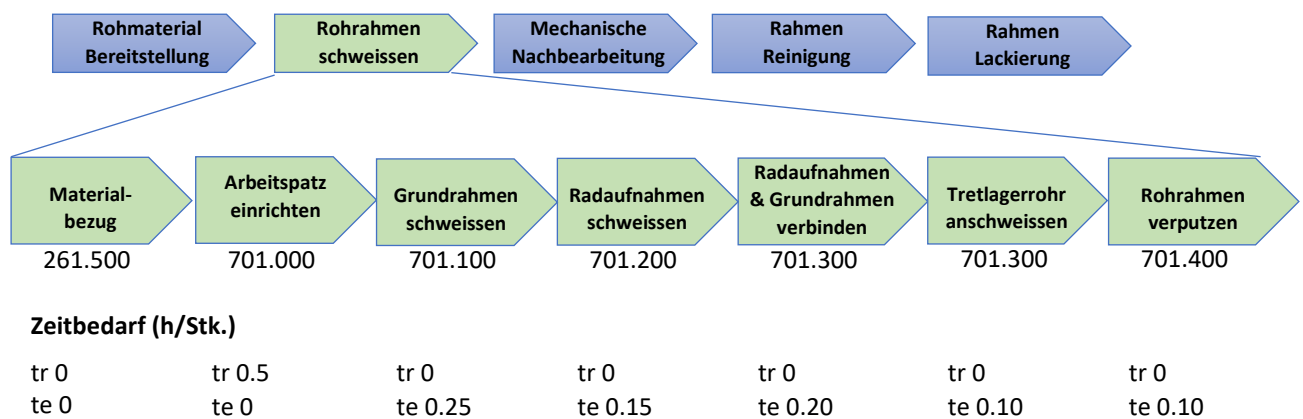 Rohmaterial
Bereitstellung
Rohrahmen
schweissen
Mechanische
Nachbearbeitung
Rahmen
Reinigung
Rahmen
Lackierung
Material-
bezug
Arbeitspatz
einrichten
Grundrahmen
schweissen
Radaufnahmen
schweissen
Radaufnahmen
& Grundrahmen
verbinden
Tretlagerrohr
anschweissen
Rohrahmen
verputzen
261.500 701.000 701.100 701.200 701.300 701.300 701.400
Zeitbedarf (h/Stk.)
tr 0 tr 0.5 tr 0 tr 0 tr 0 tr 0 tr 0
te 0 te 0 te 0.25 te 0.15 te 0.20 te 0.10 te 0.10